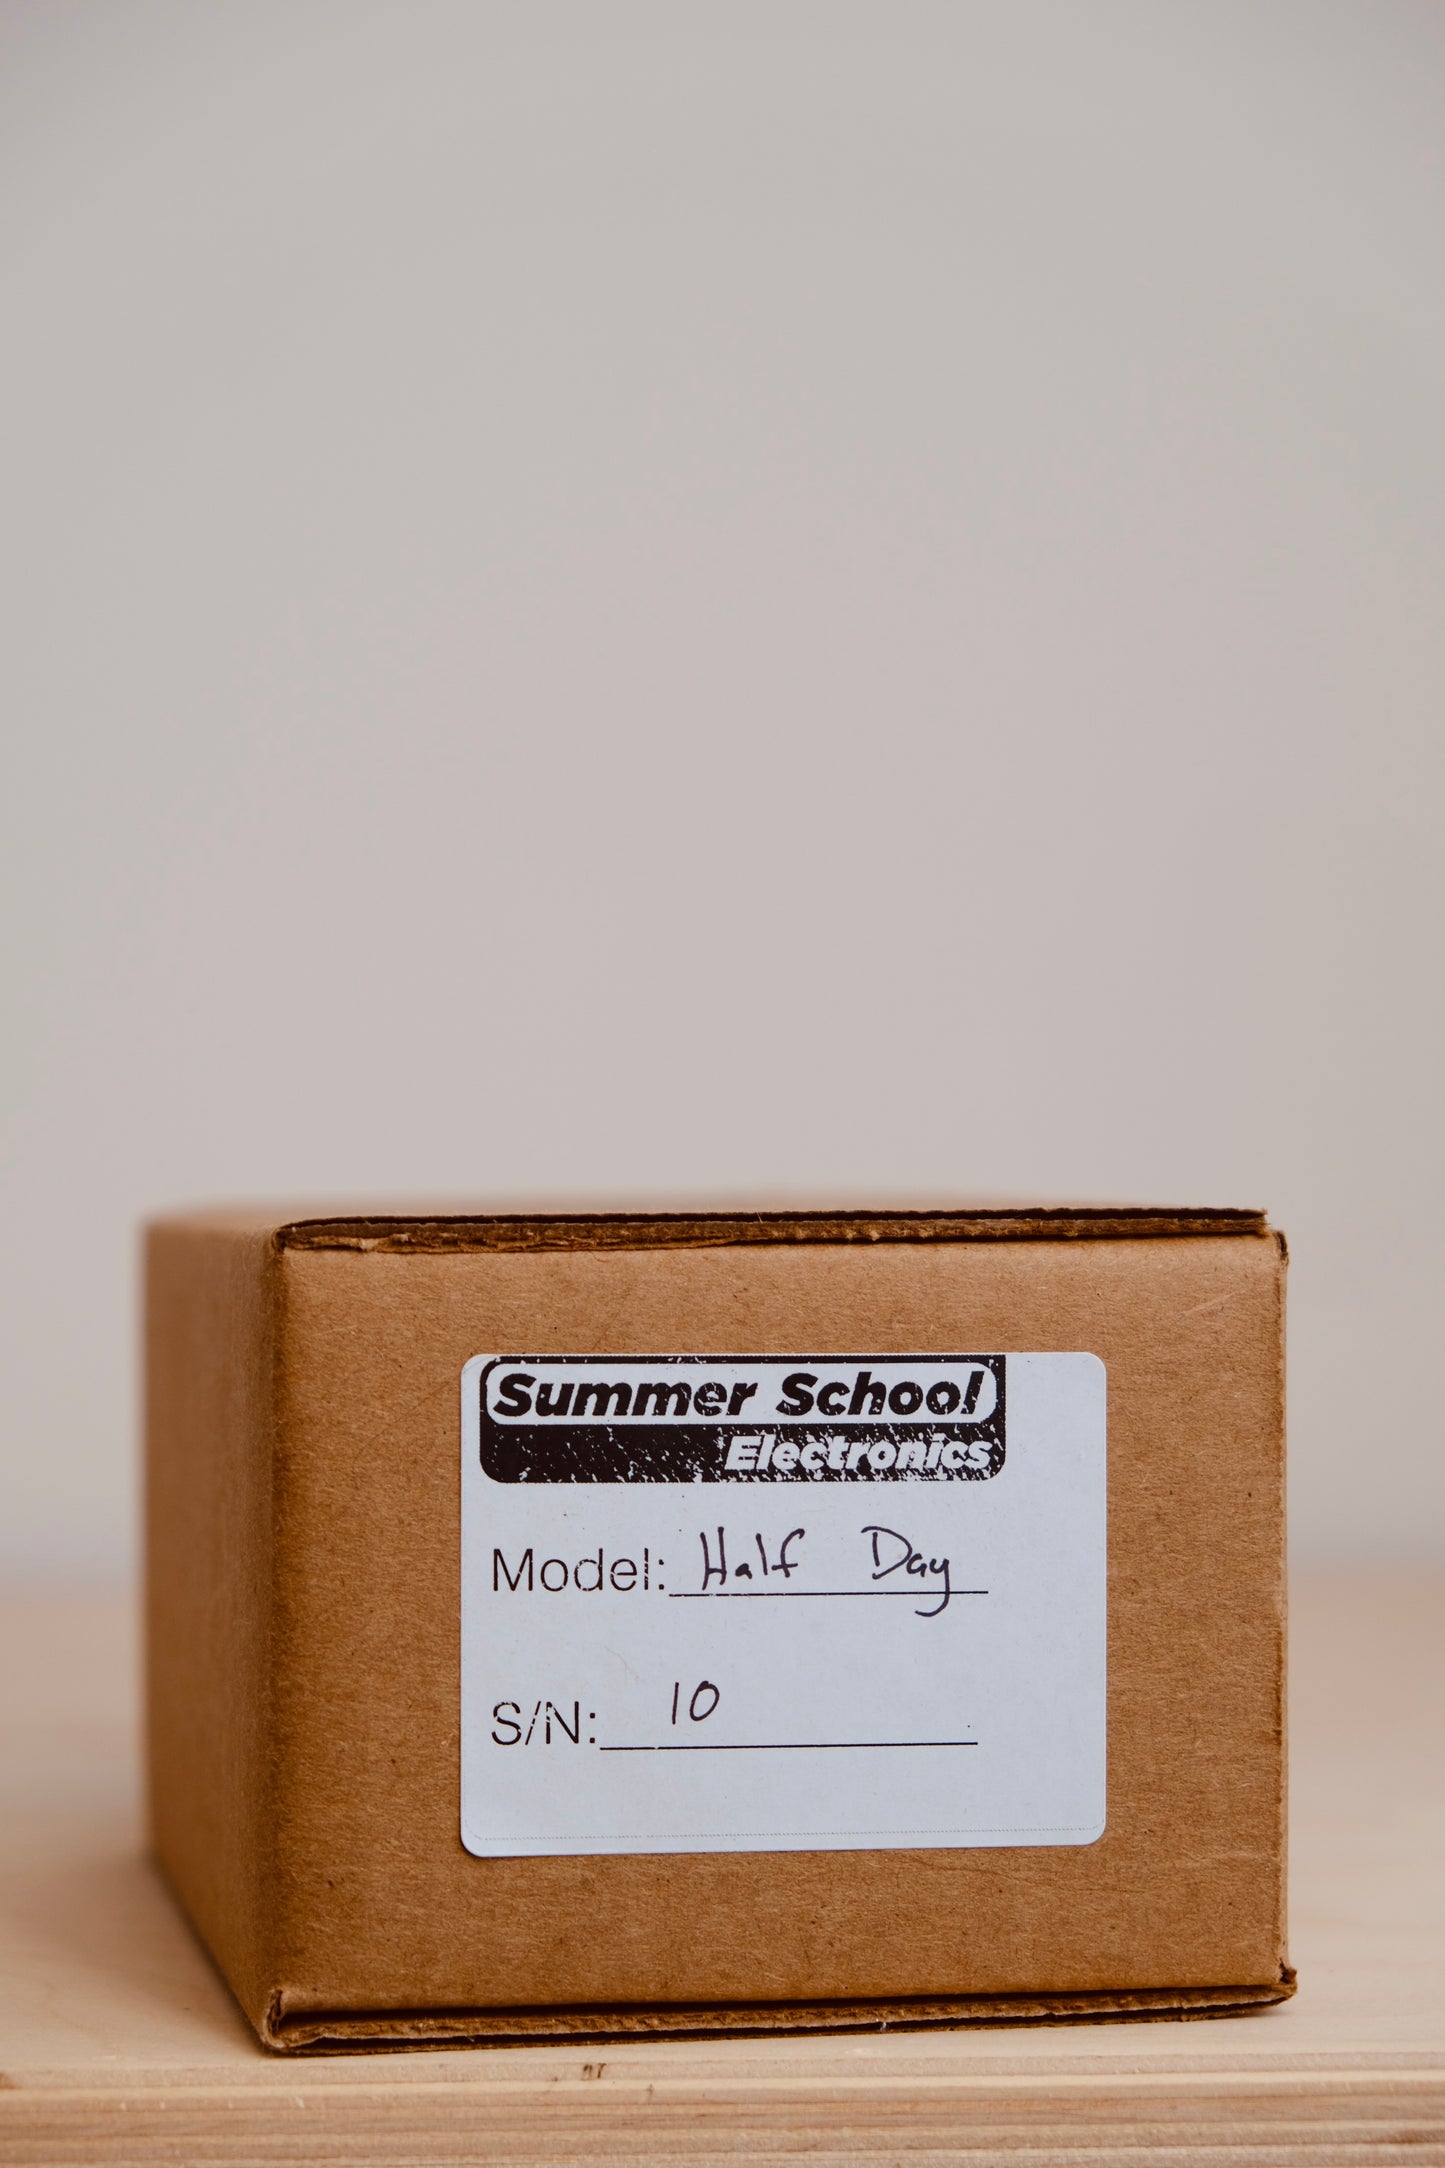 Summer School
Electronics
Model: Half Day
S/N: 10